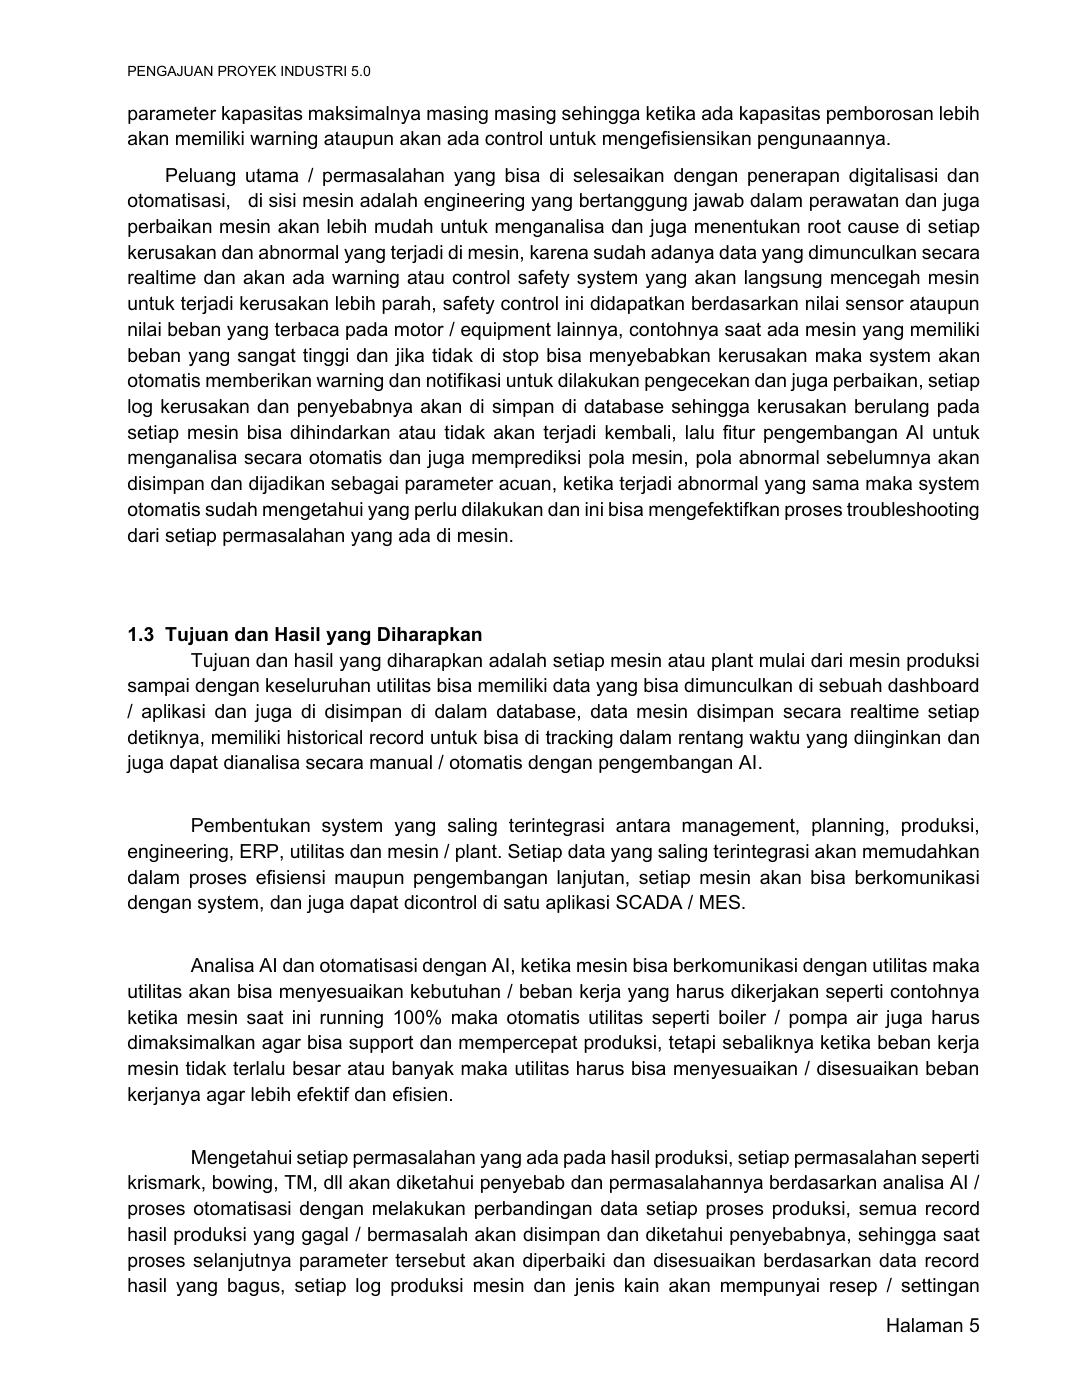 PENGAJUAN PROYEK INDUSTRI 5.0
parameter kapasitas maksimalnya masing masing sehingga ketika ada kapasitas pemborosan lebih
akan memiliki warning ataupun akan ada control untuk mengefisiensikan pengunaannya.
Peluang utama / permasalahan yang bisa di selesaikan dengan penerapan digitalisasi dan
otomatisasi, di sisi mesin adalah engineering yang bertanggung jawab dalam perawatan dan juga
perbaikan mesin akan lebih mudah untuk menganalisa dan juga menentukan root cause di setiap
kerusakan dan abnormal yang terjadi di mesin, karena sudah adanya data yang dimunculkan secara
realtime dan akan ada warning atau control safety system yang akan langsung mencegah mesin
untuk terjadi kerusakan lebih parah, safety control ini didapatkan berdasarkan nilai sensor ataupun
nilai beban yang terbaca pada motor / equipment lainnya, contohnya saat ada mesin yang memiliki
beban yang sangat tinggi dan jika tidak di stop bisa menyebabkan kerusakan maka system akan
otomatis memberikan warning dan notifikasi untuk dilakukan pengecekan dan juga perbaikan, setiap
log kerusakan dan penyebabnya akan di simpan di database sehingga kerusakan berulang pada
setiap mesin bisa dihindarkan atau tidak akan terjadi kembali, lalu fitur pengembangan AI untuk
menganalisa secara otomatis dan juga memprediksi pola mesin, pola abnormal sebelumnya akan
disimpan dan dijadikan sebagai parameter acuan, ketika terjadi abnormal yang sama maka system
otomatis sudah mengetahui yang perlu dilakukan dan ini bisa mengefektifkan proses troubleshooting
dari setiap permasalahan yang ada di mesin.
1.3 Tujuan dan Hasil yang Diharapkan
Tujuan dan hasil yang diharapkan adalah setiap mesin atau plant mulai dari mesin produksi
sampai dengan keseluruhan utilitas bisa memiliki data yang bisa dimunculkan di sebuah dashboard
/ aplikasi dan juga di disimpan di dalam database, data mesin disimpan secara realtime setiap
detiknya, memiliki historical record untuk bisa di tracking dalam rentang waktu yang diinginkan dan
juga dapat dianalisa secara manual / otomatis dengan pengembangan AI.
Pembentukan system yang saling terintegrasi antara management, planning, produksi,
engineering, ERP, utilitas dan mesin / plant. Setiap data yang saling terintegrasi akan memudahkan
dalam proses efisiensi maupun pengembangan lanjutan, setiap mesin akan bisa berkomunikasi
dengan system, dan juga dapat dicontrol di satu aplikasi SCADA / MES.
Analisa AI dan otomatisasi dengan AI, ketika mesin bisa berkomunikasi dengan utilitas maka
utilitas akan bisa menyesuaikan kebutuhan / beban kerja yang harus dikerjakan seperti contohnya
ketika mesin saat ini running 100% maka otomatis utilitas seperti boiler / pompa air juga harus
dimaksimalkan agar bisa support dan mempercepat produksi, tetapi sebaliknya ketika beban kerja
mesin tidak terlalu besar atau banyak maka utilitas harus bisa menyesuaikan / disesuaikan beban
kerjanya agar lebih efektif dan efisien.
Mengetahui setiap permasalahan yang ada pada hasil produksi, setiap permasalahan seperti
krismark, bowing, TM, dll akan diketahui penyebab dan permasalahannya berdasarkan analisa AI /
proses otomatisasi dengan melakukan perbandingan data setiap proses produksi, semua record
hasil produksi yang gagal / bermasalah akan disimpan dan diketahui penyebabnya, sehingga saat
proses selanjutnya parameter tersebut akan diperbaiki dan disesuaikan berdasarkan data record
hasil yang bagus, setiap log produksi mesin dan jenis kain akan mempunyai resep / settingan
Halaman 5